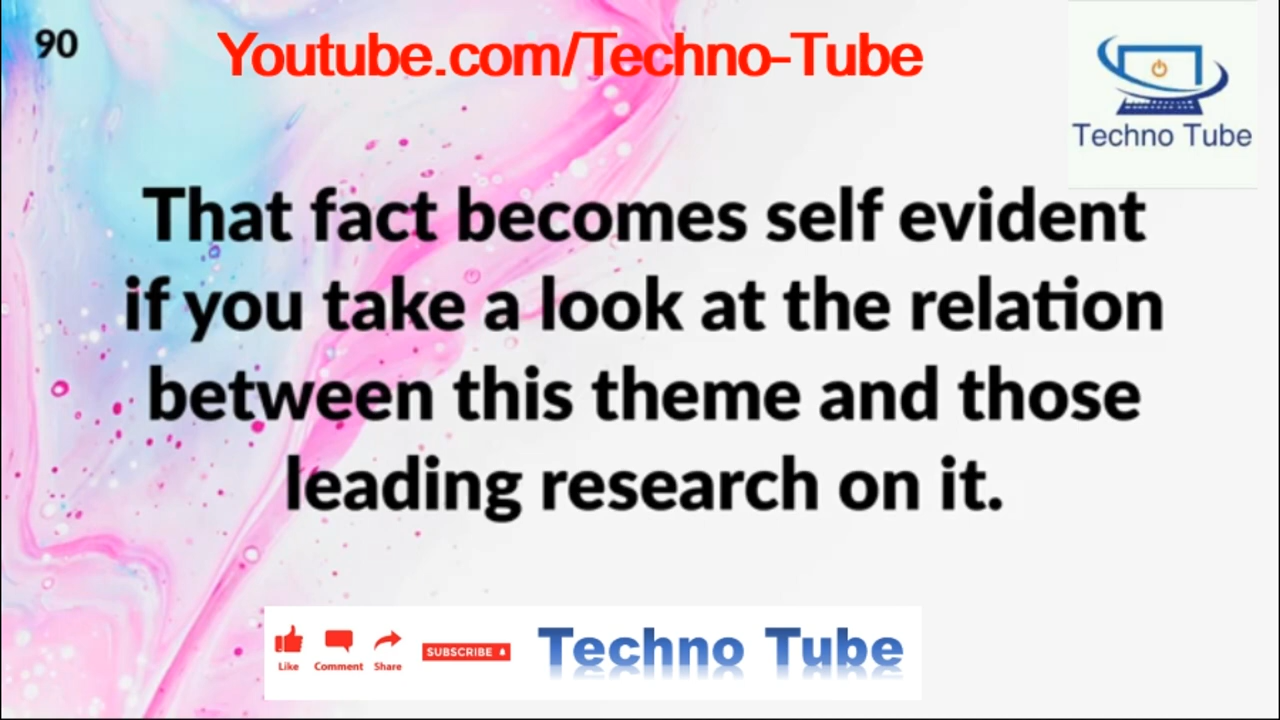 90
Youtube.com/Techno-Tube
Techno Tube
That fact becomes self evident
if you take a look at the relation
between this theme and those
leading research on it.
Like Comment Share
SUBSCRIBE
Techno Tube